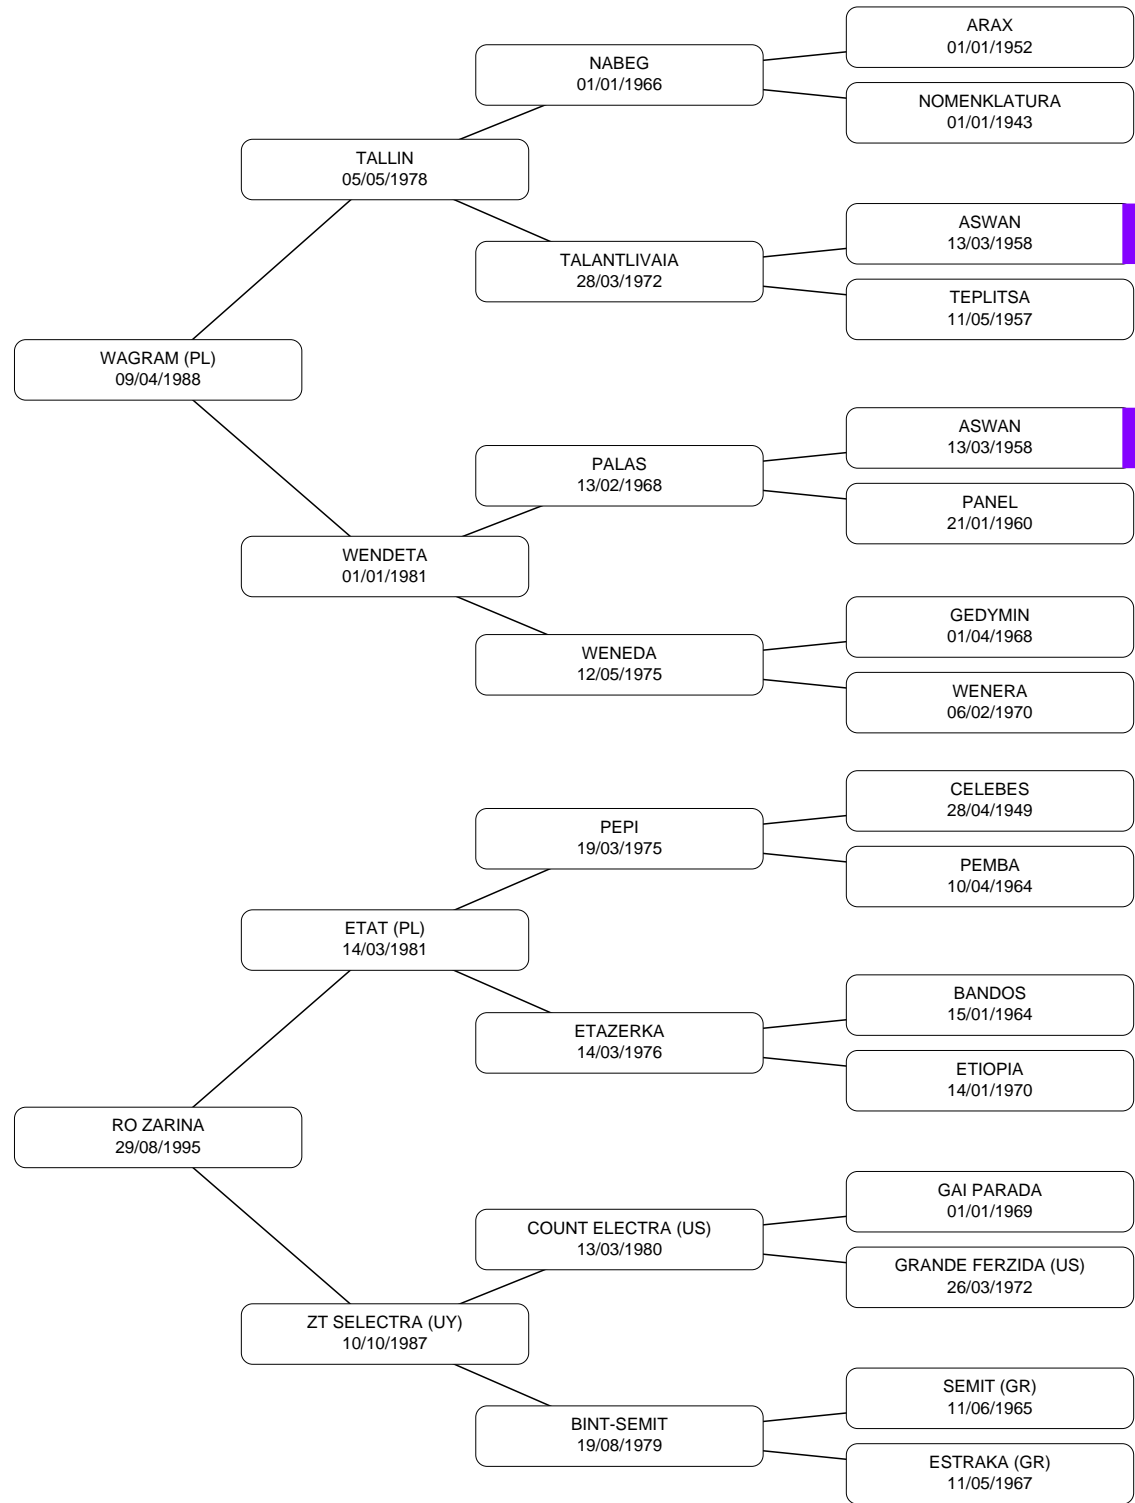 ARAX
01/01/1952
NABEG
01/01/1966
NOMENKLATURA
01/01/1943
TALLIN
05/05/1978
ASWAN
13/03/1958
TALANTLIVAIA
28/03/1972
TEPLITSA
11/05/1957
WAGRAM (PL)
09/04/1988
ASWAN
13/03/1958
PALAS
13/02/1968
PANEL
21/01/1960
WENDETA
01/01/1981
GEDYMIN
01/04/1968
WENEDA
12/05/1975
WENERA
06/02/1970
CELEBES
28/04/1949
PEPI
19/03/1975
PEMBA
10/04/1964
ETAT (PL)
14/03/1981
BANDOS
15/01/1964
ETAZERKA
14/03/1976
ETIOPIA
14/01/1970
RO ZARINA
29/08/1995
GAI PARADA
01/01/1969
COUNT ELECTRA (US)
13/03/1980
GRANDE FERZIDA (US)
26/03/1972
ZT SELECTRA (UY)
10/10/1987
SEMIT (GR)
11/06/1965
BINT-SEMIT
19/08/1979
ESTRAKA (GR)
11/05/1967